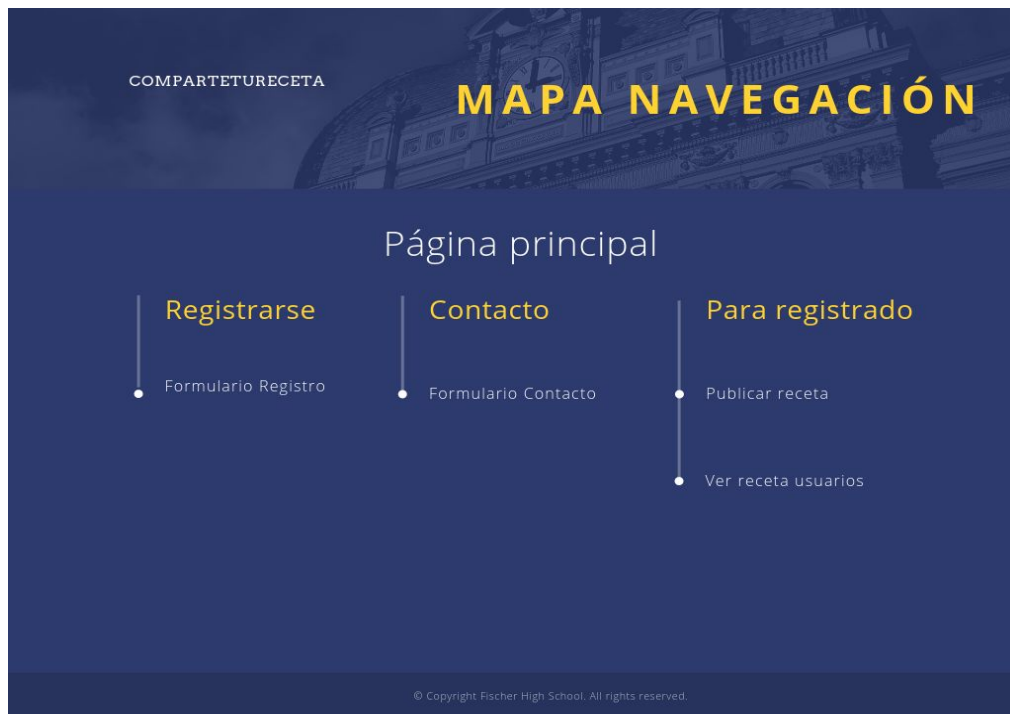 COMPARTETURECETA
MAPA NAVEGACIÓN
Página principal
Registrarse
Formulario Registro
Contacto
Formulario Contacto
Para registrado
Publicar receta
Ver receta usuarios
© Copyright Fischer High School. All rights reserved.